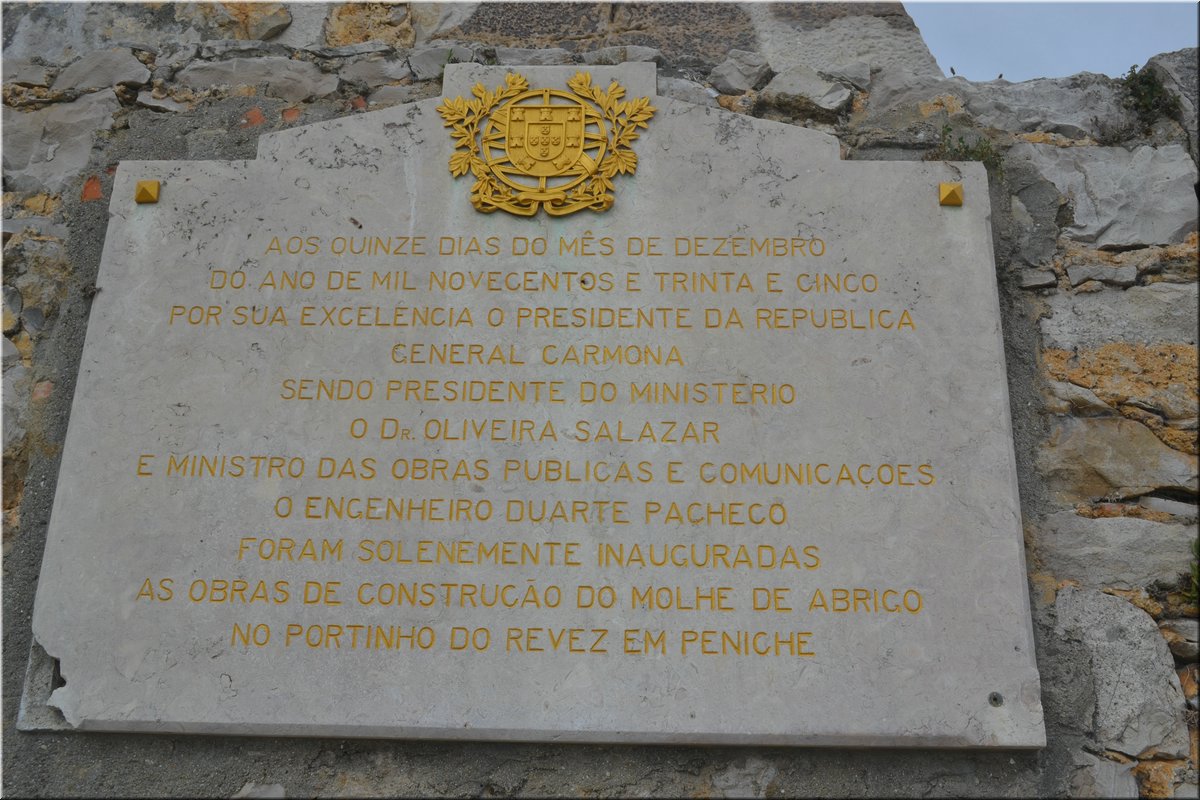 AOS QUINZE DIAS DO MÊS DE DEZEMBRO
DO ANO DE MIL NOVECENTOS E TRINTA E CINCO
POR SUA EXCELENCIA O PRESIDENTE DA REPUBLICA
GENERAL CARMONA
SENDO PRESIDENTE DO MINISTERIO
O DR. OLIVEIRA SALAZAR
E MINISTRO DAS OBRAS PUBLICAS E COMUNICAÇOES
O ENGENHEIRO DUARTE PACHECO
FORAM SOLENEMENTE INAUGURADAS
AS OBRAS DE CONSTRUÇÃO DO MOLHE DE ABRIGO
NO PORTINHO DO REVEZ EM PENICHE